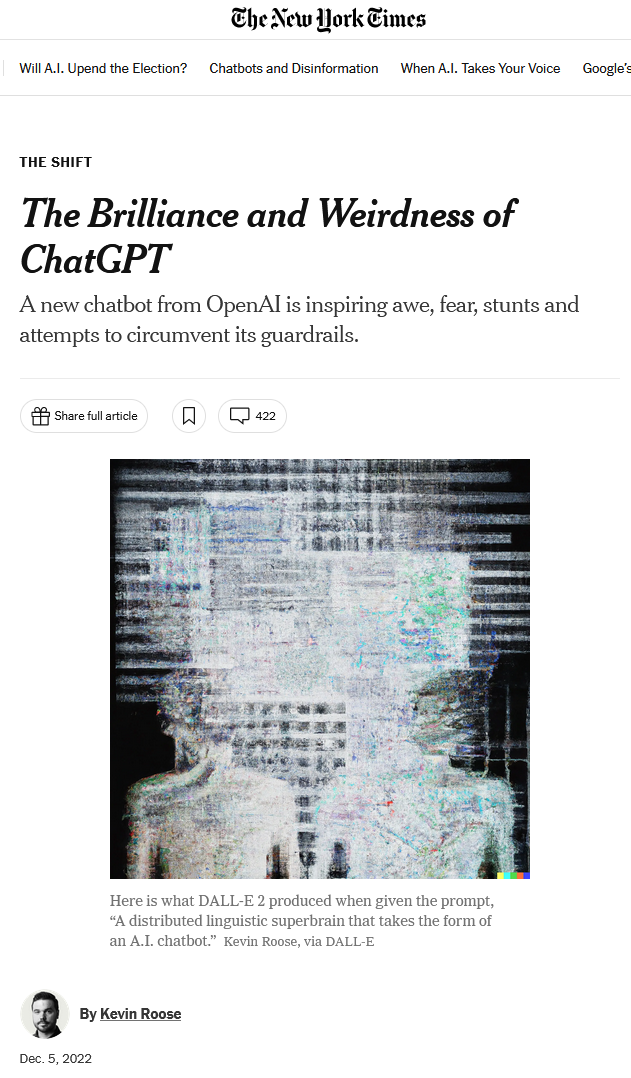 The New York Times
Will A.I. Upend the Election? Chatbots and Disinformation When A.I. Takes Your Voice Google's
THE SHIFT
The Brilliance and Weirdness of
ChatGPT
A new chatbot from OpenAI is inspiring awe, fear, stunts and
attempts to circumvent its guardrails.
Share full article 422
Here is what DALL-E 2 produced when given the prompt,
“A distributed linguistic superbrain that takes the form of
an A.I. chatbot.” Kevin Roose, via DALL-E
By Kevin Roose
Dec. 5, 2022